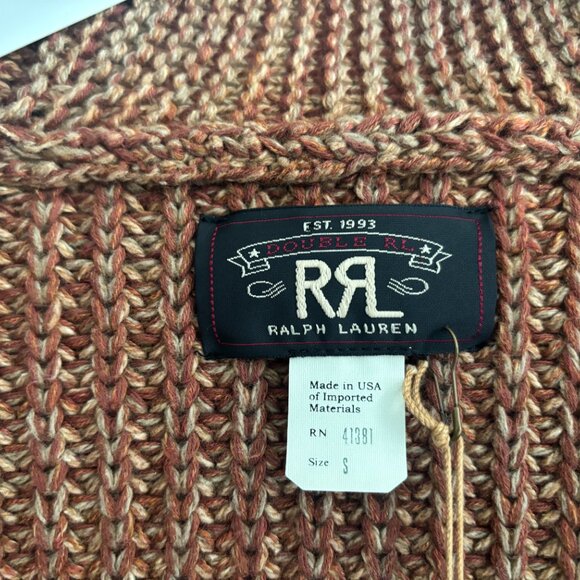 EST. 1993
DOUBLE RL
RRL
RALPH LAUREN
Made in USA
of Imported
Materials
RN 41381
Size S